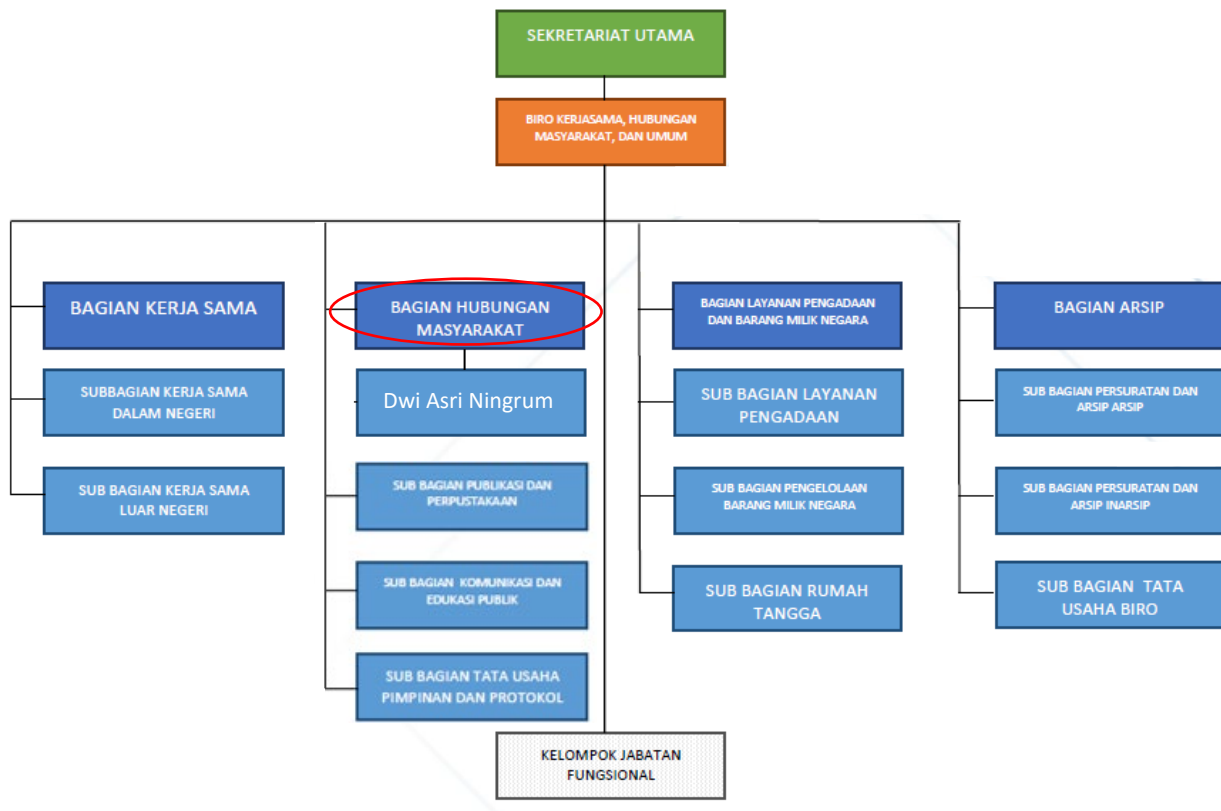 SEKRETARIAT UTAMA
BIRO KERJASAMA, HUBUNGAN
MASYARAKAT, DAN UMUM
BAGIAN KERJA SAMA
SUBBAGIAN KERJA SAMA
DALAM NEGERI
SUB BAGIAN KERJA SAMA
LUAR NEGERI
BAGIAN HUBUNGAN
MASYARAKAT
Dwi Asri Ningrum
SUB BAGIAN PUBLIKASI DAN
PERPUSTAKAAN
SUB BAGIAN KOMUNIKASI DAN
EDUKASI PUBLIK
SUB BAGIAN TATA USAHA
PIMPINAN DAN PROTOKOL
BAGIAN LAYANAN PENGADAAN
DAN BARANG MILIK NEGARA
SUB BAGIAN LAYANAN
PENGADAAN
SUB BAGIAN PENGELOLAAN
BARANG MILIK NEGARA
SUB BAGIAN RUMAH
TANGGA
BAGIAN ARSIP
SUB BAGIAN PERSURATAN DAN
ARSIP ARSIP
SUB BAGIAN PERSURATAN DAN
ARSIP INARSIP
SUB BAGIAN TATA
USAHA BIRO
KELOMPOK JABATAN
FUNGSIONAL